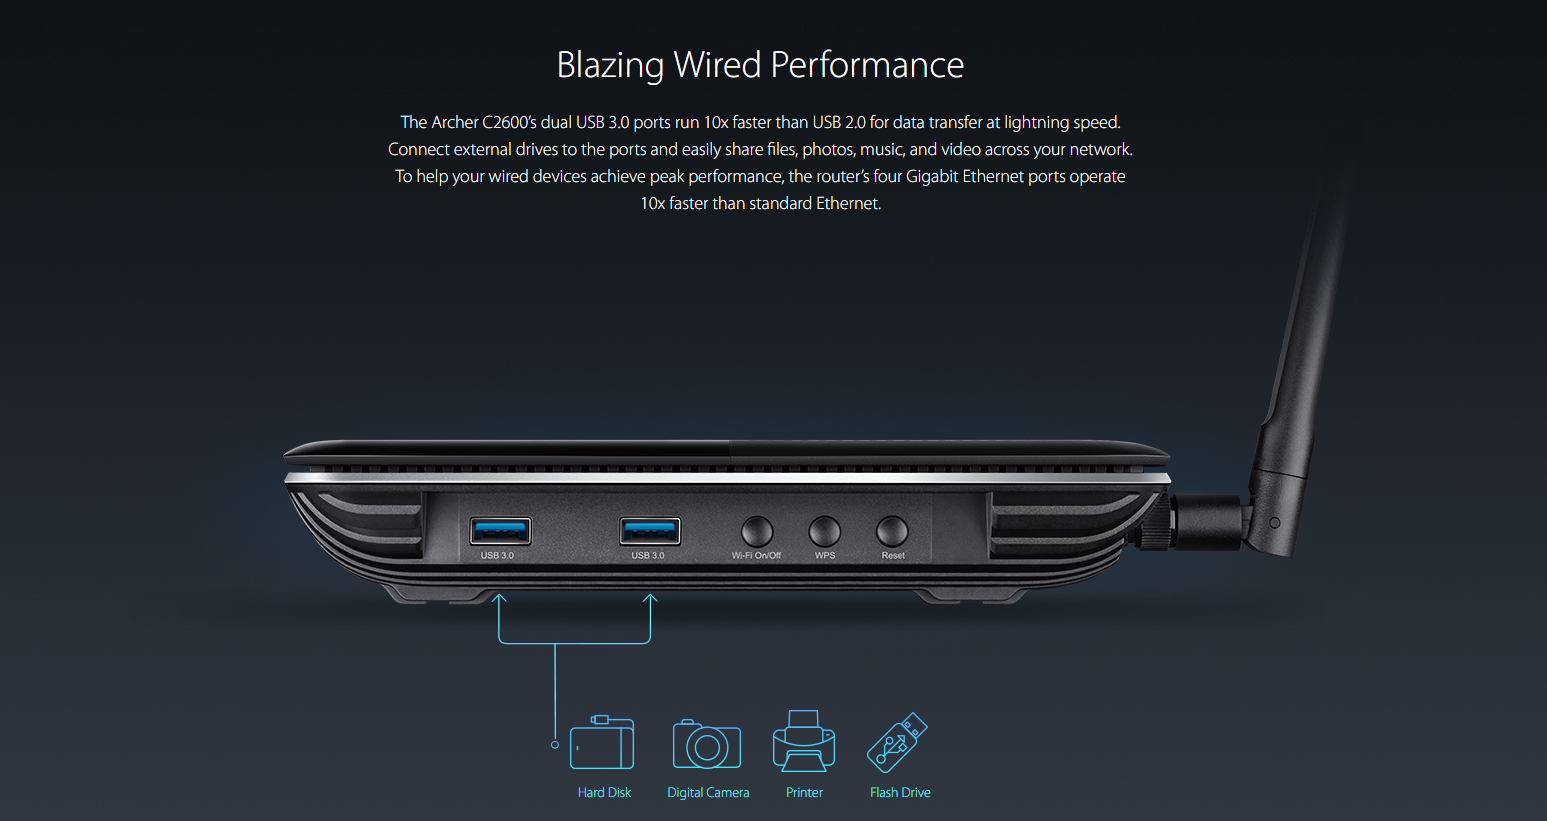 Blazing Wired Performance
The Archer C2600's dual USB 3.0 ports run 10x faster than USB 2.0 for data transfer at lightning speed.
Connect external drives to the ports and easily share files, photos, music, and video across your network.
To help your wired devices achieve peak performance, the router's four Gigabit Ethernet ports operate
10x faster than standard Ethernet.
USB 3.0 USB 3.0 Wi-Fi On/Off WPS Reset
Hard Disk Digital Camera Printer Flash Drive